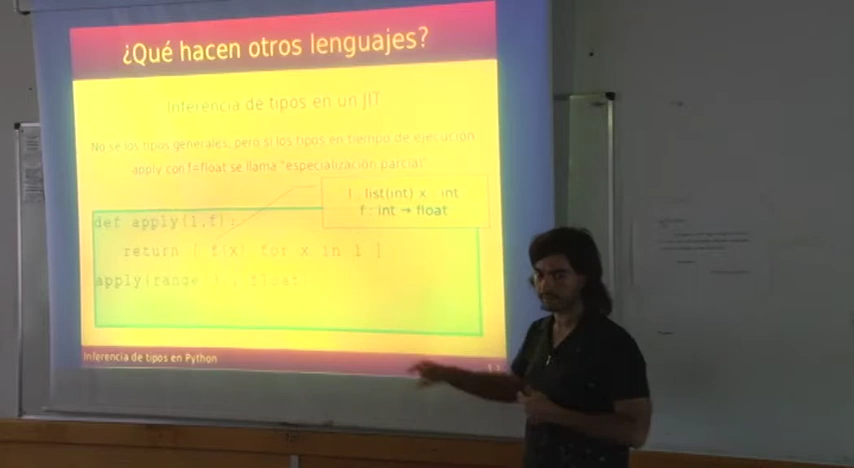 ¿Qué hacen otros lenguajes?
Inferencia de tipos en un JIT
No se los tipos generales, pero si los tipos en tiempo de ejecución
apply con f=float se llama "especialización parcial"
l : list(int) x : int
f : int → float
def apply(l,f):
return [ f(x) for x in l ]
apply(range( float)
Inferencia de tipos en Python